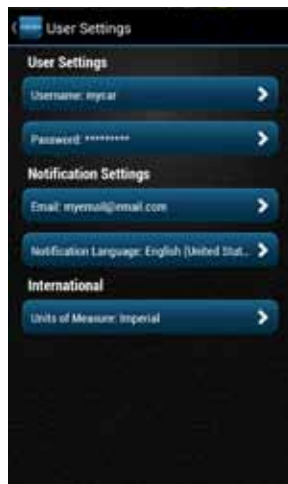 User Settings
User Settings
Username: mycar
Password: *********
Notification Settings
Email: myemail@email.com
Notification Language: English (United Stat...
International
Units of Measure: Imperial